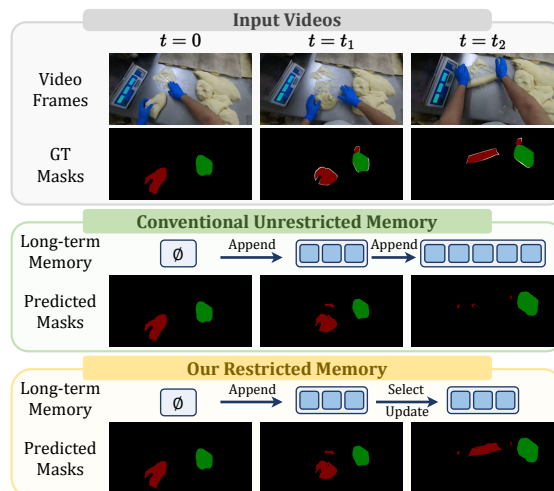 Input Videos
t = 0
t = t₁
t = t₂
Video
Frames
GT
Masks
Conventional Unrestricted Memory
Long-term
Memory
∅
Append
Append
Predicted
Masks
Our Restricted Memory
Long-term
Memory
∅
Append
Select
Update
Predicted
Masks